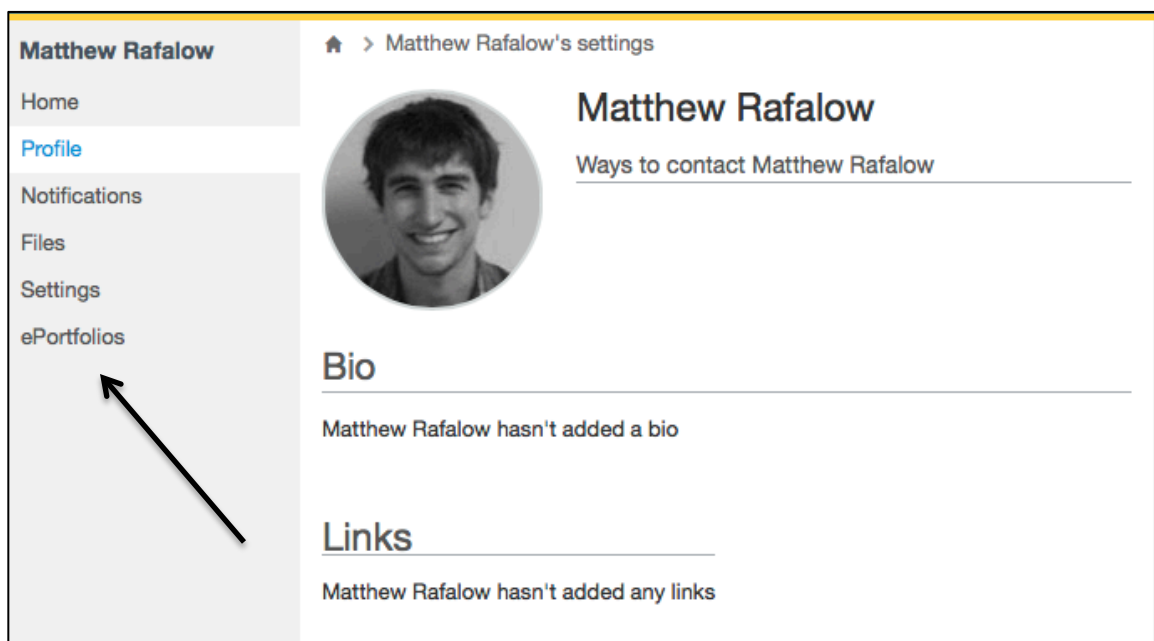 Matthew Rafalow
Home
Profile
Notifications
Files
Settings
ePortfolios
> Matthew Rafalow's settings
Matthew Rafalow
Ways to contact Matthew Rafalow
Bio
Matthew Rafalow hasn't added a bio
Links
Matthew Rafalow hasn't added any links